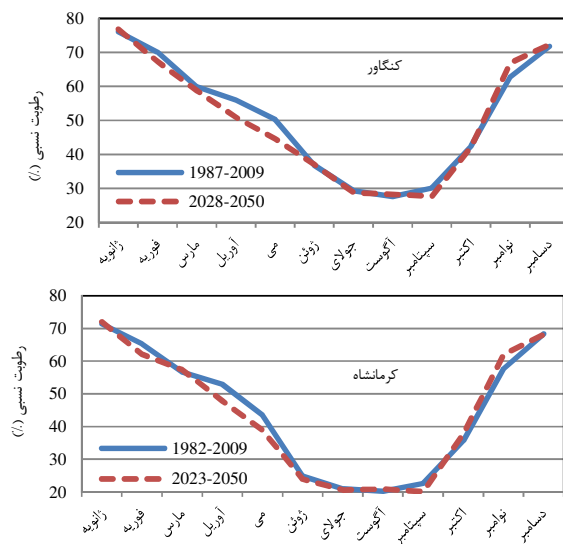 80
70
60
50
40
30
20
رطوبت نسبی (٪)
کنگاور
1987-2009
2028-2050
ژانویه
فوریه
مارس
آوریل
می
ژوئن
جولای
آگوست
سپتامبر
اکتبر
نوامبر
دسامبر
80
70
60
50
40
30
20
رطوبت نسبی (٪)
کرمانشاه
1982-2009
2023-2050
ژانویه
فوریه
مارس
آوریل
می
ژوئن
جولای
آگوست
سپتامبر
اکتبر
نوامبر
دسامبر